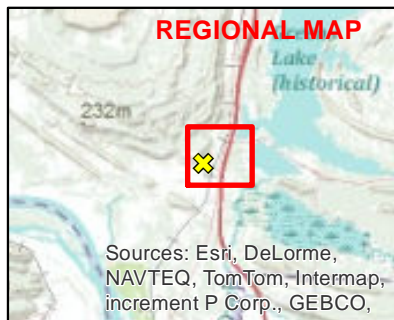 REGIONAL MAP
Lake
(historical)
232m
Sources: Esri, DeLorme,
NAVTEQ, TomTom, Intermap,
increment P Corp., GEBCO,